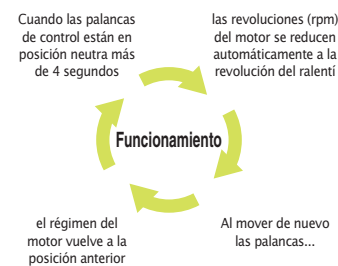 Cuando las palancas
de control están en
posición neutra más
de 4 segundos
las revoluciones (rpm)
del motor se reducen
automáticamente a la
revolución del ralentí
Funcionamiento
Al mover de nuevo
las palancas...
el régimen del
motor vuelve a la
posición anterior